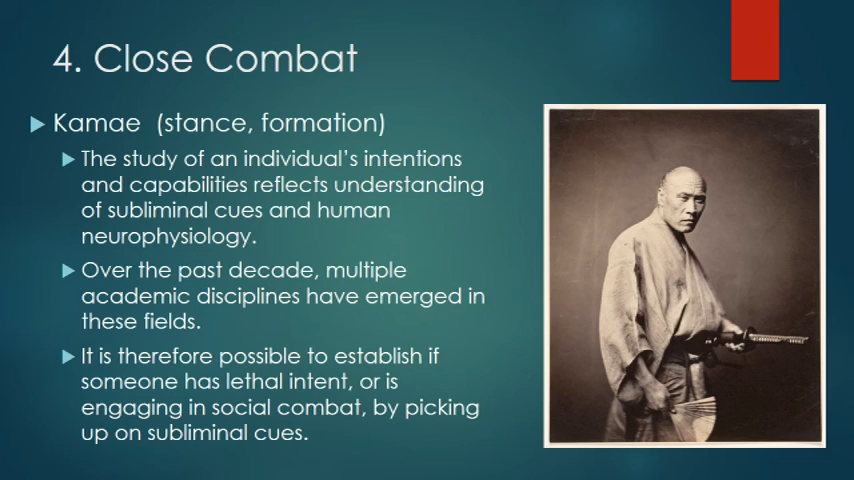 4. Close Combat
Kamae (stance, formation)
The study of an individual's intentions
and capabilities reflects understanding
of subliminal cues and human
neurophysiology.
Over the past decade, multiple
academic disciplines have emerged in
these fields.
It is therefore possible to establish if
someone has lethal intent, or is
engaging in social combat, by picking
up on subliminal cues.